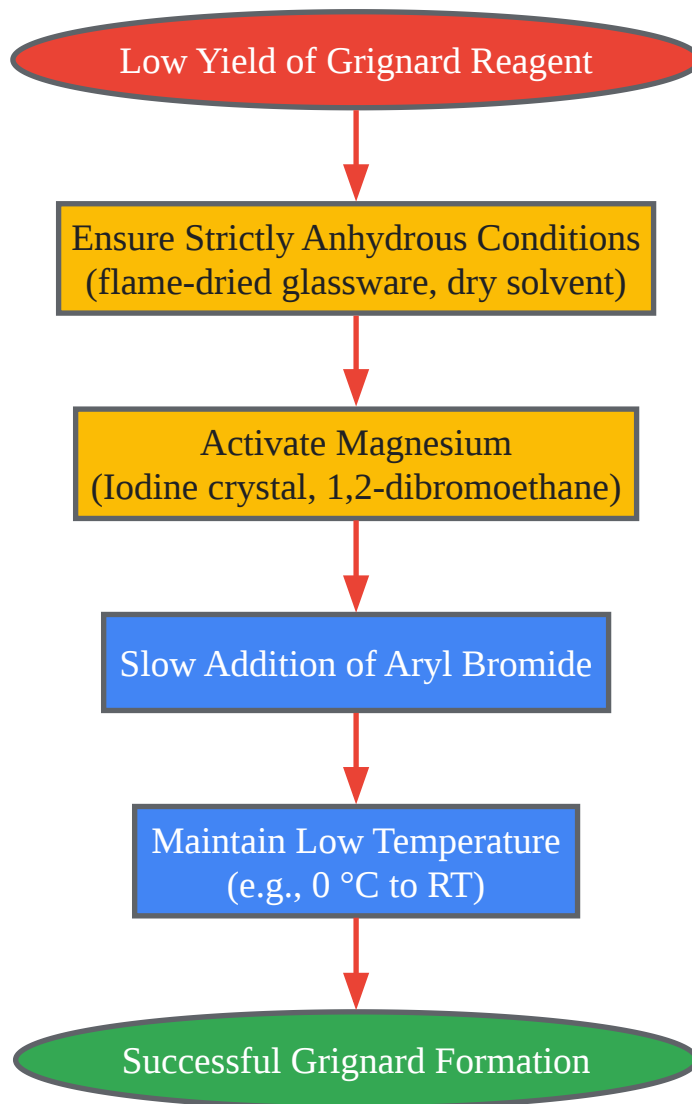 Low Yield of Grignard Reagent
Ensure Strictly Anhydrous Conditions
(flame-dried glassware, dry solvent)
Activate Magnesium
(Iodine crystal, 1,2-dibromoethane)
Slow Addition of Aryl Bromide
Maintain Low Temperature
(e.g., 0 °C to RT)
Successful Grignard Formation